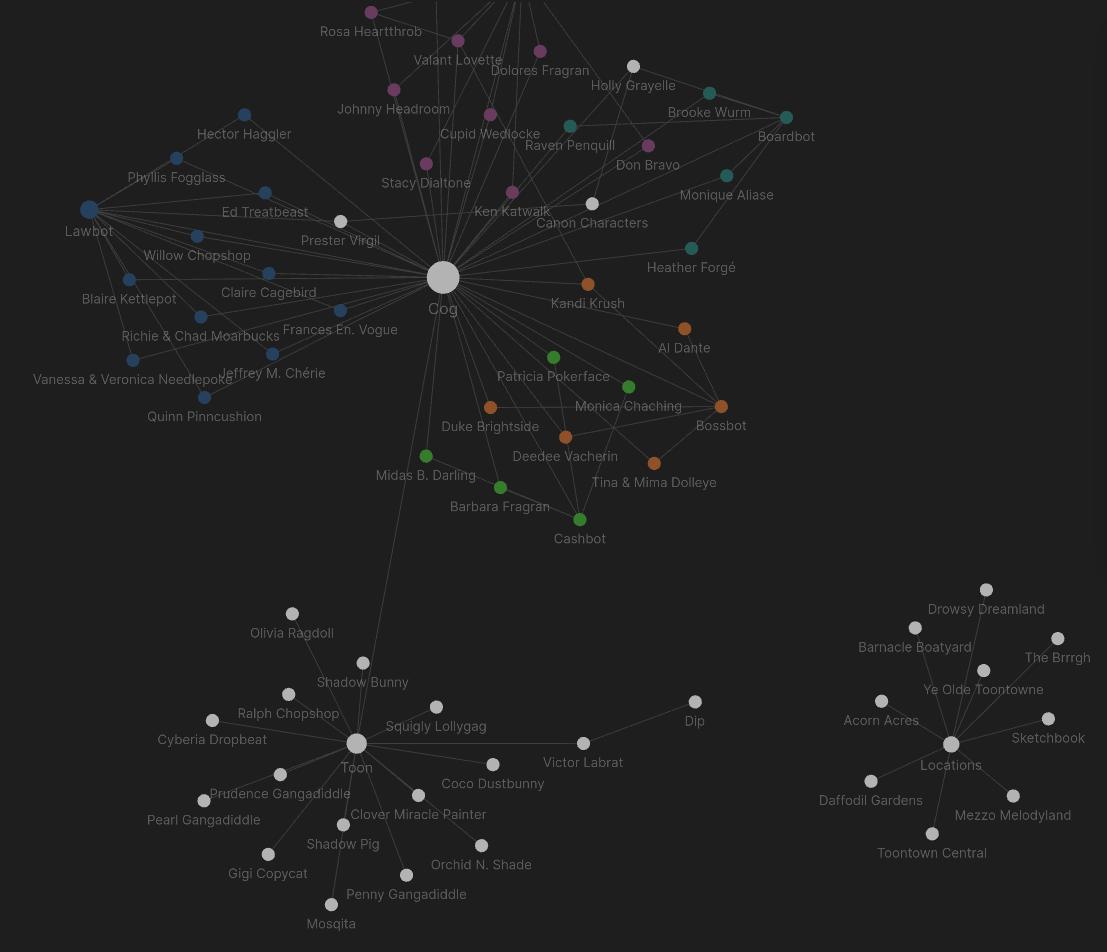 Rosa Heartthrob
Valant Lovette
Dolores Fragran
Holly Grayelle
Johnny Headroom
Brooke Wurm
Hector Haggler
Cupid Wedlocke
Boardbot
Raven Penquill
Don Bravo
Phyllis Fogglass
Stacy Dialtone
Monique Aliase
Ed Treatbeast
Ken Katwalk
Canon Characters
Lawbot
Prester Virgil
Willow Chopshop
Heather Forgé
Claire Cagebird
Blaire Kettlepot
Kandi Krush
Cog
Frances En. Vogue
Richie & Chad Moarbucks
Al Dante
Jeffrey M. Chérie
Vanessa & Veronica Needlepoke
Patricia Pokerface
Monica Chaching
Quinn Pinncushion
Duke Brightside
Bossbot
Deedee Vacherin
Midas B. Darling
Tina & Mima Dolleye
Barbara Fragran
Cashbot
Drowsy Dreamland
Olivia Ragdoll
Barnacle Boatyard
The Brrrgh
Shadow Bunny
Ye Olde Toontowne
Ralph Chopshop
Squigly Lollygag
Dip
Acorn Acres
Cyberia Dropbeat
Sketchbook
Victor Labrat
Locations
Toon
Coco Dustbunny
Prudence Gangadiddle
Daffodil Gardens
Clover Miracle Painter
Mezzo Melodyland
Pearl Gangadiddle
Shadow Pig
Toontown Central
Orchid N. Shade
Gigi Copycat
Penny Gangadiddle
Mosqita